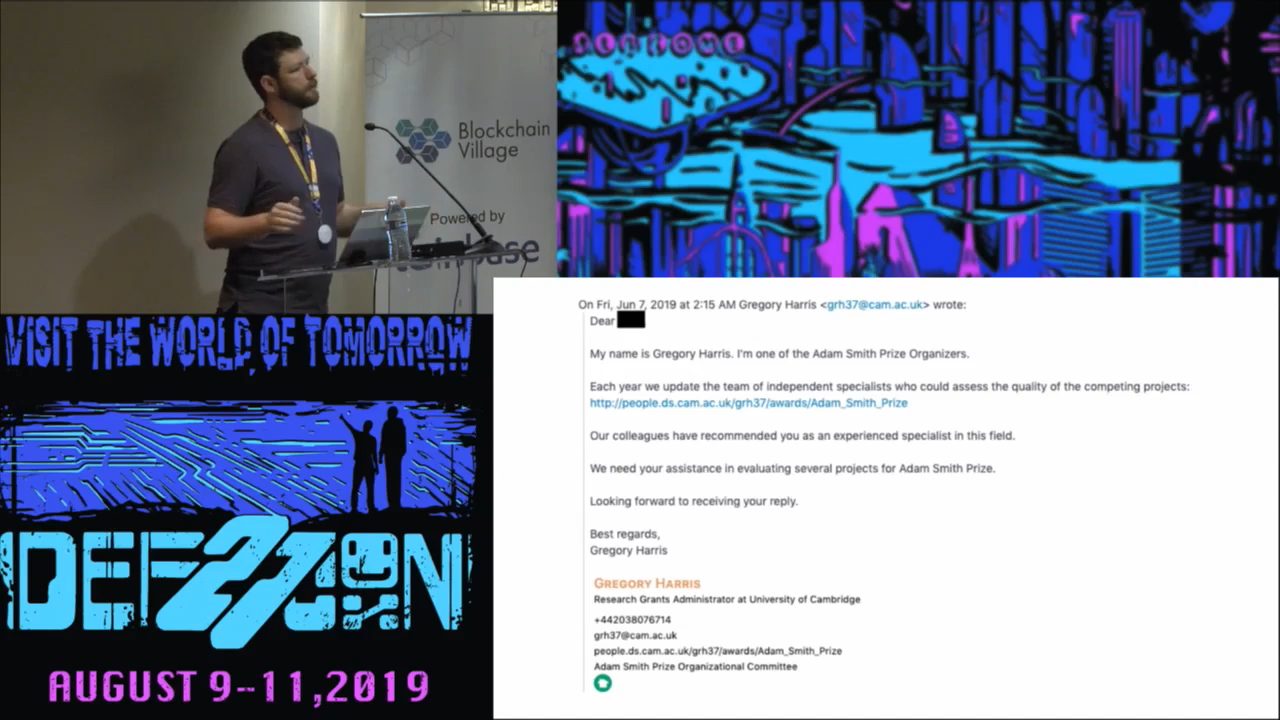 WELCOME
Blockchain
Village
Powered by
coinbase
VISIT THE WORLD OF TOMORROW
DEF27CON
AUGUST 9--11,2019
On Fri, Jun 7, 2019 at 2:15 AM Gregory Harris <grh37@cam.ac.uk> wrote:
Dear
My name is Gregory Harris. I'm one of the Adam Smith Prize Organizers.
Each year we update the team of independent specialists who could assess the quality of the competing projects:
http://people.ds.cam.ac.uk/grh37/awards/Adam_Smith_Prize
Our colleagues have recommended you as an experienced specialist in this field.
We need your assistance in evaluating several projects for Adam Smith Prize.
Looking forward to receiving your reply.
Best regards,
Gregory Harris
GREGORY HARRIS
Research Grants Administrator at University of Cambridge
+442038076714
grh37@cam.ac.uk
people.ds.cam.ac.uk/grh37/awards/Adam_Smith_Prize
Adam Smith Prize Organizational Committee